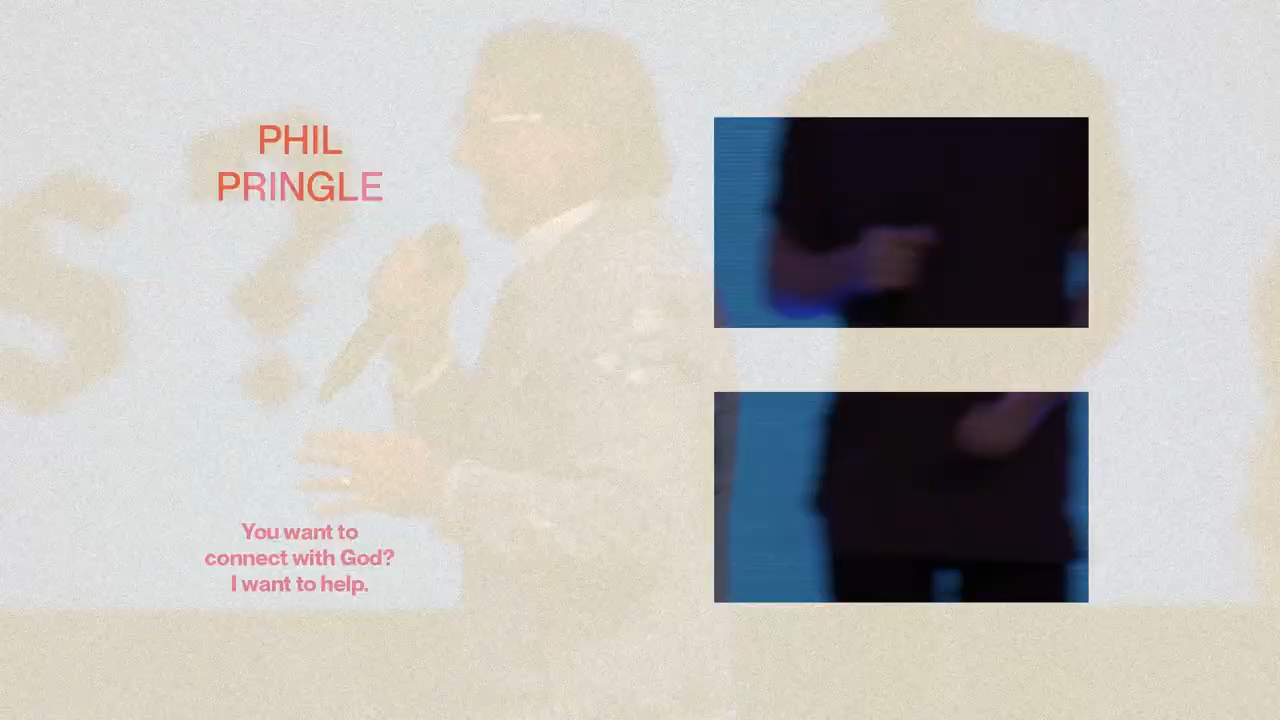 S?
PHIL
PRINGLE
You want to
connect with God?
I want to help.